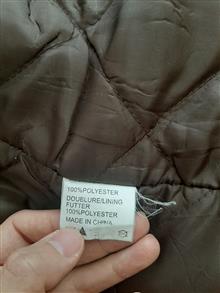 100%POLYESTER
DOUBLURE/LINING
FUTTER
100%POLYESTER
MADE IN CHINA